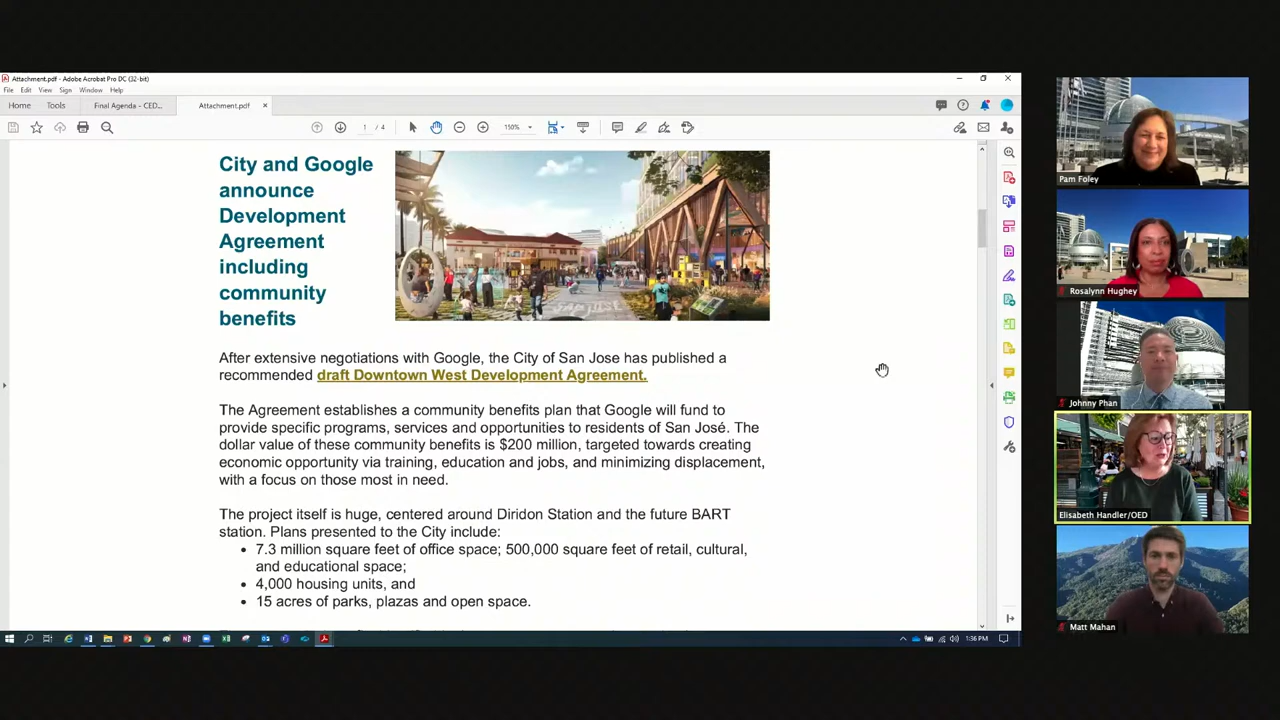 Attachment.pdf - Adobe Acrobat Pro DC (32-bit)
File Edit View Sign Window Help
Home Tools Final Agenda - CED... Attachment.pdf ×
1 / 4 150%
City and Google
announce
Development
Agreement
including
community
benefits
After extensive negotiations with Google, the City of San Jose has published a
recommended draft Downtown West Development Agreement.
The Agreement establishes a community benefits plan that Google will fund to
provide specific programs, services and opportunities to residents of San José. The
dollar value of these community benefits is $200 million, targeted towards creating
economic opportunity via training, education and jobs, and minimizing displacement,
with a focus on those most in need.
The project itself is huge, centered around Diridon Station and the future BART
station. Plans presented to the City include:
• 7.3 million square feet of office space; 500,000 square feet of retail, cultural,
and educational space;
• 4,000 housing units, and
• 15 acres of parks, plazas and open space.
1:36 PM
Pam Foley
Rosalynn Hughey
Johnny Phan
Elisabeth Handler/OED
Matt Mahan